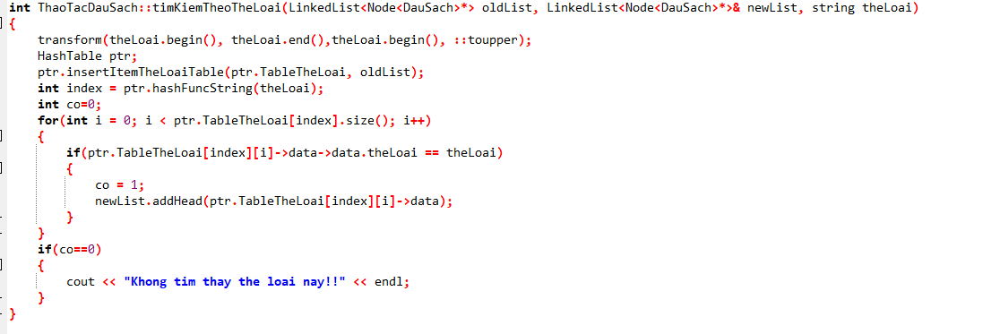 int ThaoTacDauSach::timKiemTheoTheLoai(LinkedList<Node<DauSach>*> oldList, LinkedList<Node<DauSach>*>& newList, string theLoai)
{
    transform(theLoai.begin(), theLoai.end(),theLoai.begin(), ::toupper);
    HashTable ptr;
    ptr.insertItemTheLoaiTable(ptr.TableTheLoai, oldList);
    int index = ptr.hashFuncString(theLoai);
    int co=0;
    for(int i = 0; i < ptr.TableTheLoai[index].size(); i++)
    {
        if(ptr.TableTheLoai[index][i]->data->data.theLoai == theLoai)
        {
            co = 1;
            newList.addHead(ptr.TableTheLoai[index][i]->data);
        }
    }
    if(co==0)
    {
        cout << "Khong tim thay the loai nay!!" << endl;
    }
}